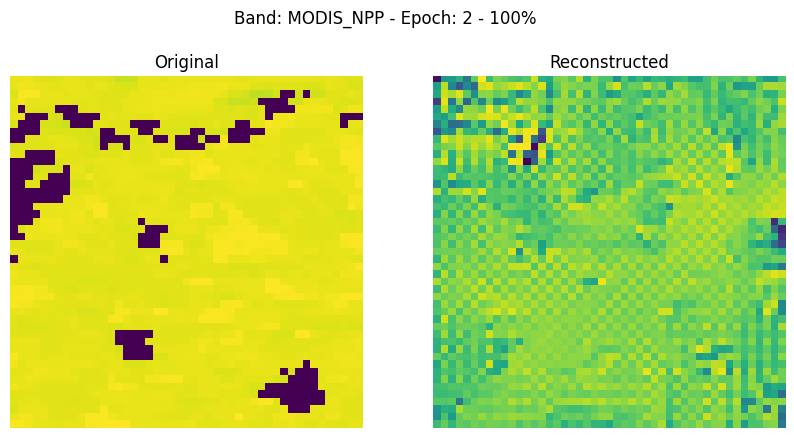 Band: MODIS_NPP - Epoch: 2 - 100%
Original
Reconstructed